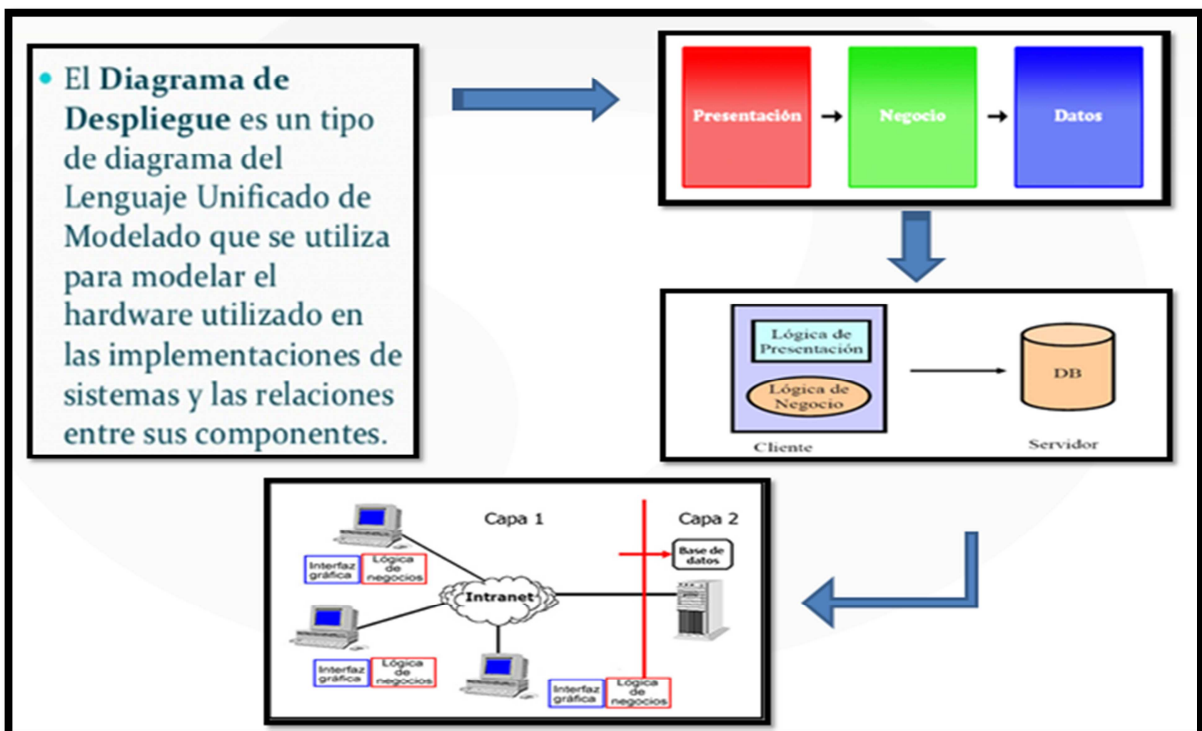 El Diagrama de
Despliegue es un tipo
de diagrama del
Lenguaje Unificado de
Modelado que se utiliza
para modelar el
hardware utilizado en
las implementaciones de
sistemas y las relaciones
entre sus componentes.
Presentación
Negocio
Datos
Lógica de
Presentación
Lógica de
Negocio
Cliente
DB
Servidor
Capa 1
Capa 2
Base de
datos
Interfaz
gráfica
Lógica
de
negocios
Intranet
Interfaz
gráfica
Lógica
de
negocios
Interfaz
gráfica
Lógica
de
negocios